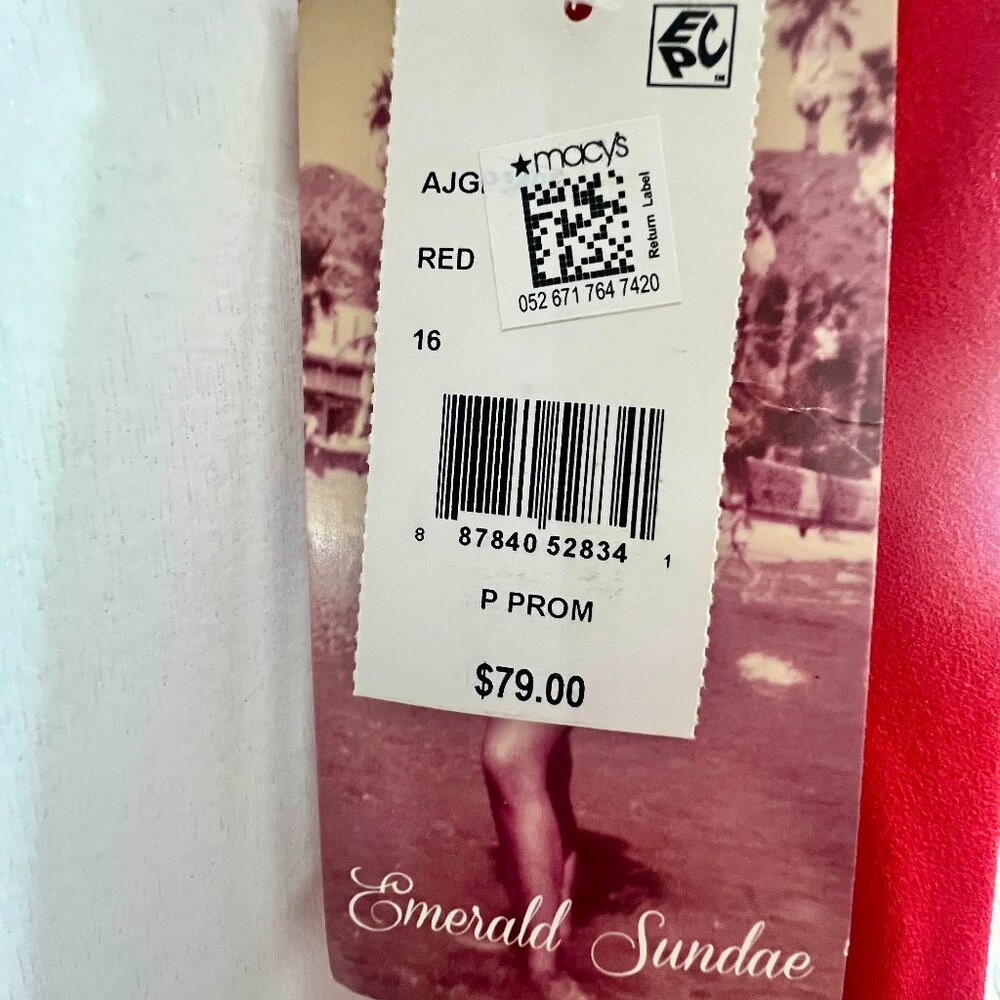 EPC
TM
★macy's
AJG
Return Label
RED
052 671 764 7420
16
8 87840 52834 1
P PROM
$79.00
Emerald Sundae